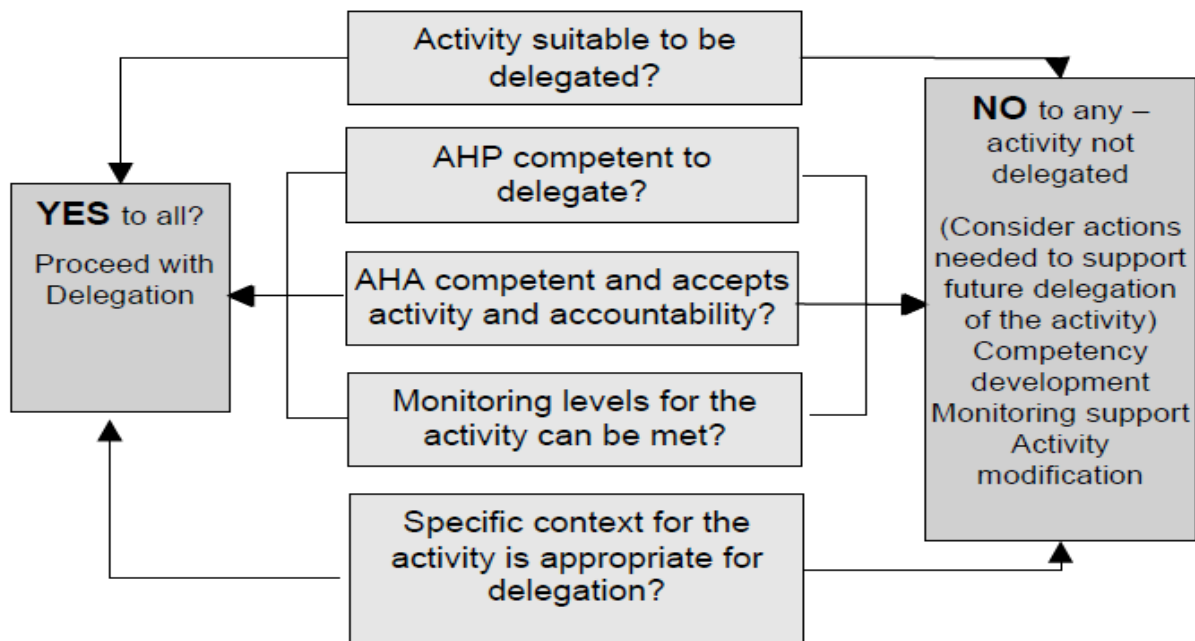 Activity suitable to be
delegated?
AHP competent to
delegate?
AHA competent and accepts
activity and accountability?
Monitoring levels for the
activity can be met?
Specific context for the
activity is appropriate for
delegation?
YES to all?
Proceed with
Delegation
NO to any –
activity not
delegated
(Consider actions
needed to support
future delegation
of the activity)
Competency
development
Monitoring support
Activity
modification